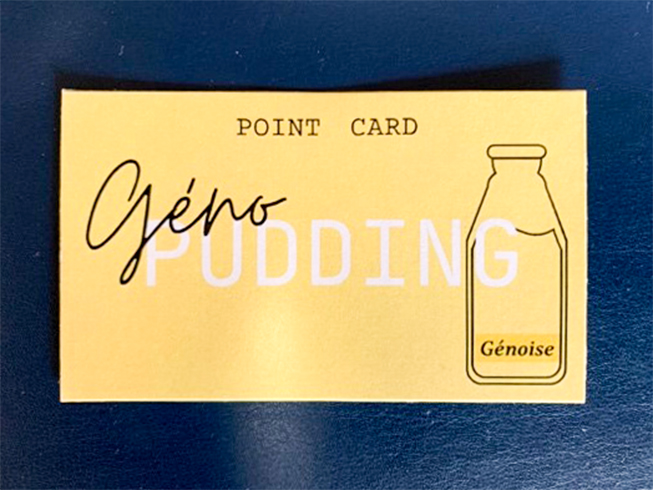 POINT CARD
Géno
PUDDING
Génoise